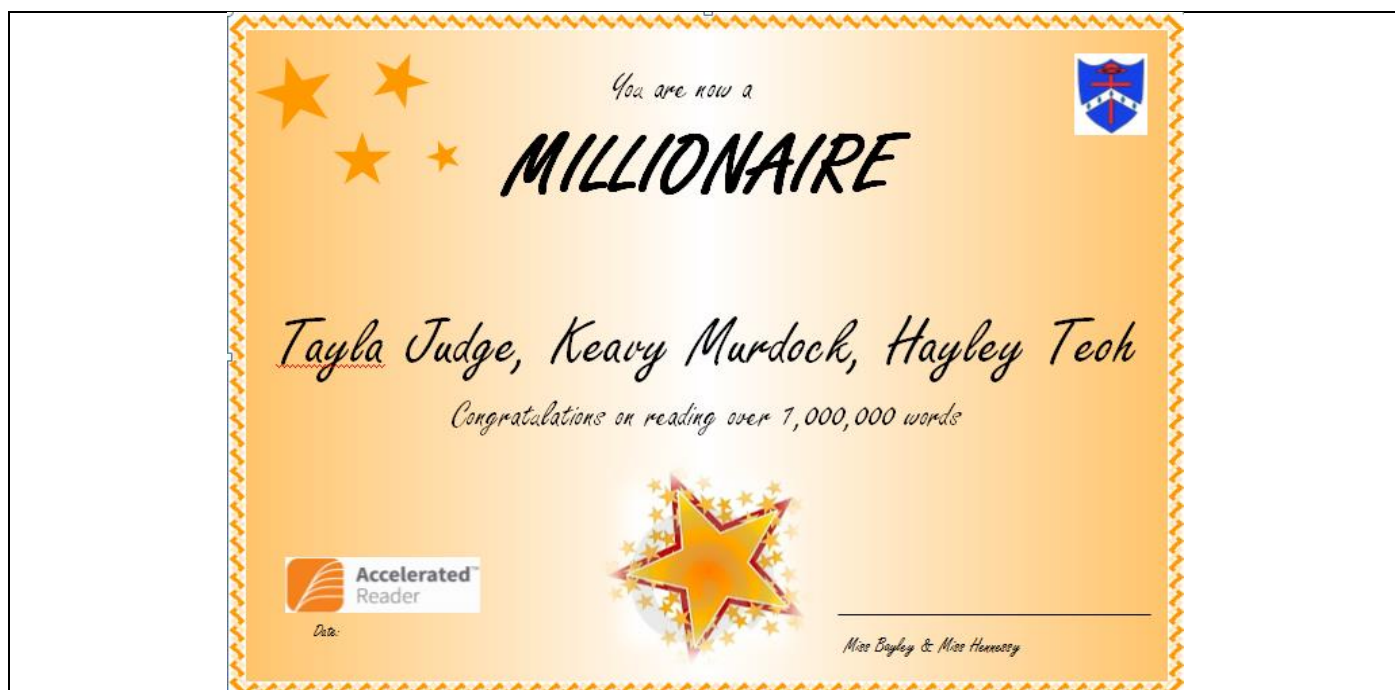 You are now a
MILLIONAIRE
Tayla Judge, Keavy Murdock, Hayley Teoh
Congratulations on reading over 1,000,000 words
Accelerated™
Reader
Date:
Miss Bayley & Miss Hennessy